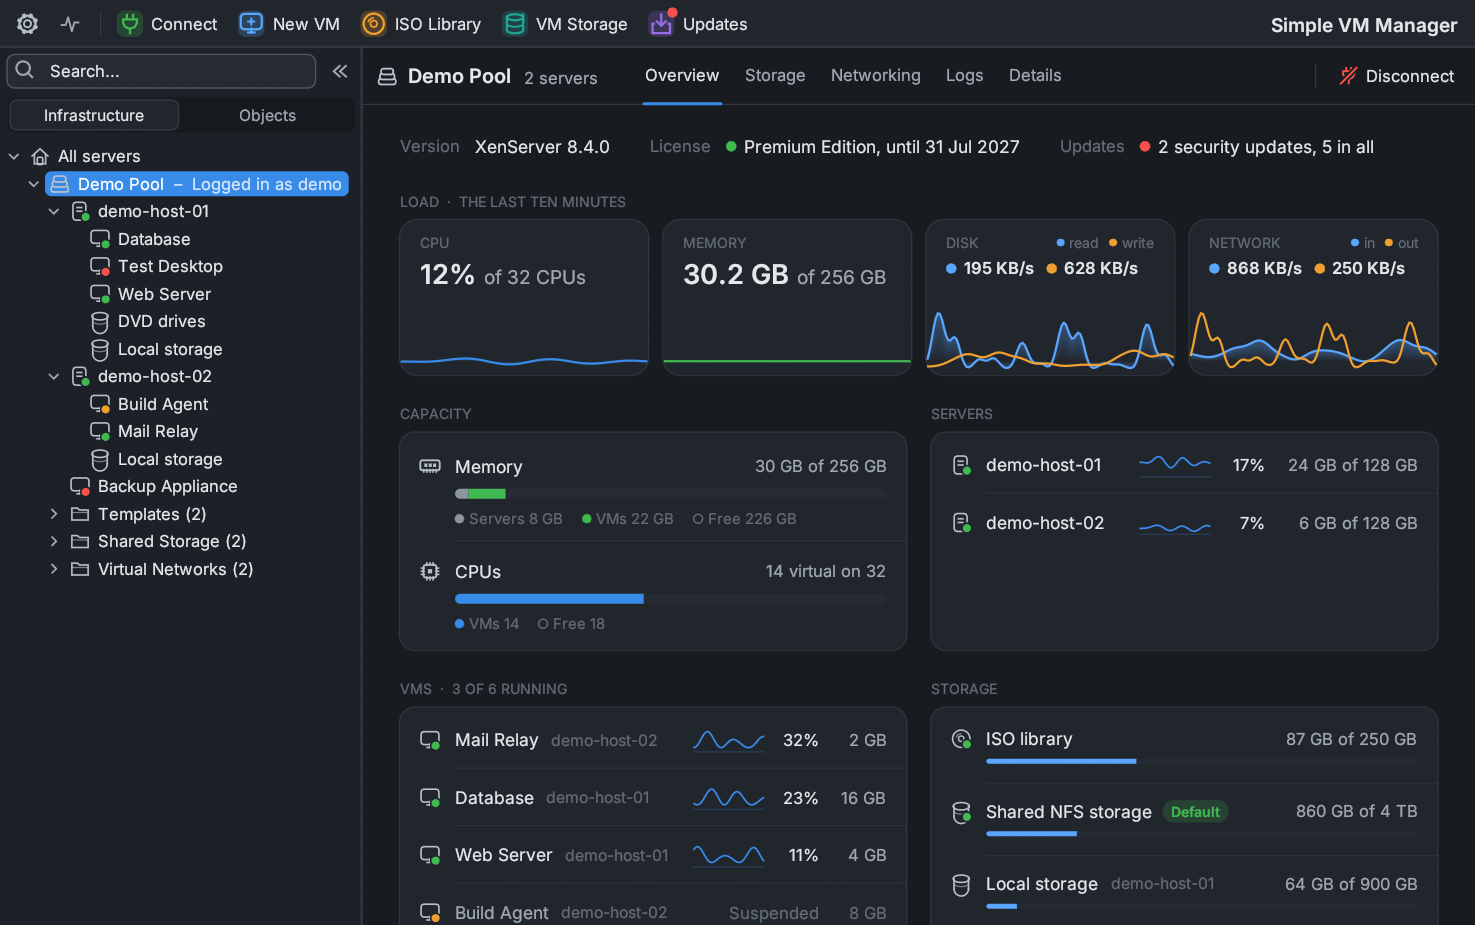 Connect New VM ISO Library VM Storage Updates Simple VM Manager
Search...
Infrastructure Objects
All servers
Demo Pool – Logged in as demo
demo-host-01
Database
Test Desktop
Web Server
DVD drives
Local storage
demo-host-02
Build Agent
Mail Relay
Local storage
Backup Appliance
Templates (2)
Shared Storage (2)
Virtual Networks (2)
Demo Pool 2 servers Overview Storage Networking Logs Details Disconnect
Version XenServer 8.4.0 License Premium Edition, until 31 Jul 2027 Updates 2 security updates, 5 in all
LOAD · THE LAST TEN MINUTES
CPU
12% of 32 CPUs
MEMORY
30.2 GB of 256 GB
DISK read write
195 KB/s 628 KB/s
NETWORK in out
868 KB/s 250 KB/s
CAPACITY
Memory 30 GB of 256 GB
Servers 8 GB VMs 22 GB Free 226 GB
CPUs 14 virtual on 32
VMs 14 Free 18
SERVERS
demo-host-01 17% 24 GB of 128 GB
demo-host-02 7% 6 GB of 128 GB
VMS · 3 OF 6 RUNNING
Mail Relay demo-host-02 32% 2 GB
Database demo-host-01 23% 16 GB
Web Server demo-host-01 11% 4 GB
Build Agent demo-host-02 Suspended 8 GB
STORAGE
ISO library 87 GB of 250 GB
Shared NFS storage Default 860 GB of 4 TB
Local storage demo-host-01 64 GB of 900 GB